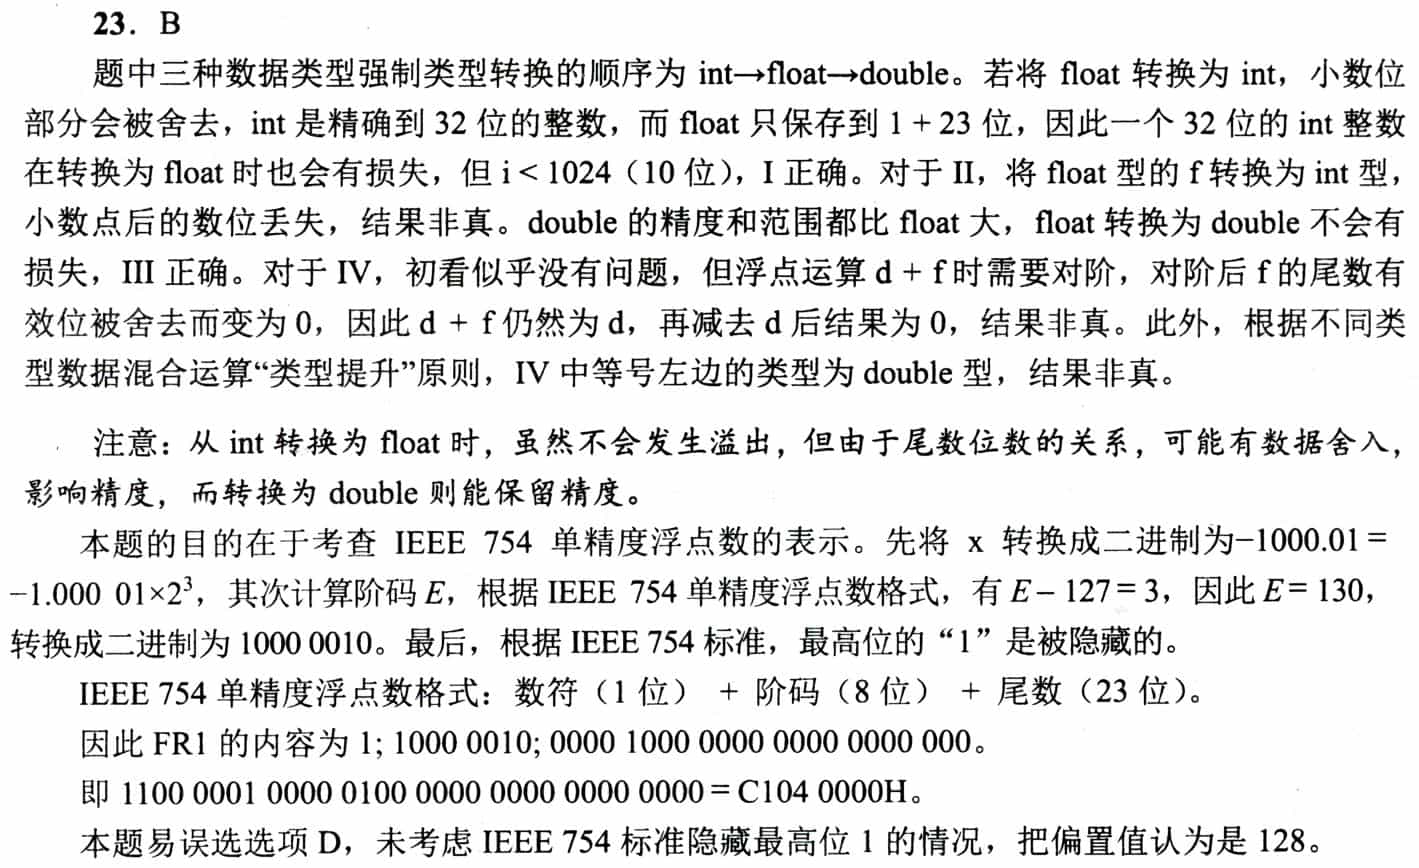 23．B
题中三种数据类型强制类型转换的顺序为 int→float→double。若将 float 转换为 int，小数位
部分会被舍去，int 是精确到 32 位的整数，而 float 只保存到 1 + 23 位，因此一个 32 位的 int 整数
在转换为 float 时也会有损失，但 i < 1024（10 位），I 正确。对于 II，将 float 型的 f 转换为 int 型，
小数点后的数位丢失，结果非真。double 的精度和范围都比 float 大，float 转换为 double 不会有
损失，III 正确。对于 IV，初看似乎没有问题，但浮点运算 d + f 时需要对阶，对阶后 f 的尾数有
效位被舍去而变为 0，因此 d + f 仍然为 d，再减去 d 后结果为 0，结果非真。此外，根据不同类
型数据混合运算“类型提升”原则，IV 中等号左边的类型为 double 型，结果非真。
注意：从 int 转换为 float 时，虽然不会发生溢出，但由于尾数位数的关系，可能有数据舍入，
影响精度，而转换为 double 则能保留精度。
本题的目的在于考查 IEEE 754 单精度浮点数的表示。先将 x 转换成二进制为−1000.01 =
−1.000 01×2³，其次计算阶码 E，根据 IEEE 754 单精度浮点数格式，有 E − 127 = 3，因此 E = 130，
转换成二进制为 1000 0010。最后，根据 IEEE 754 标准，最高位的“1”是被隐藏的。
IEEE 754 单精度浮点数格式：数符（1 位） + 阶码（8 位） + 尾数（23 位）。
因此 FR1 的内容为 1; 1000 0010; 0000 1000 0000 0000 0000 000。
即 1100 0001 0000 0100 0000 0000 0000 0000 = C104 0000H。
本题易误选选项 D，未考虑 IEEE 754 标准隐藏最高位 1 的情况，把偏置值认为是 128。